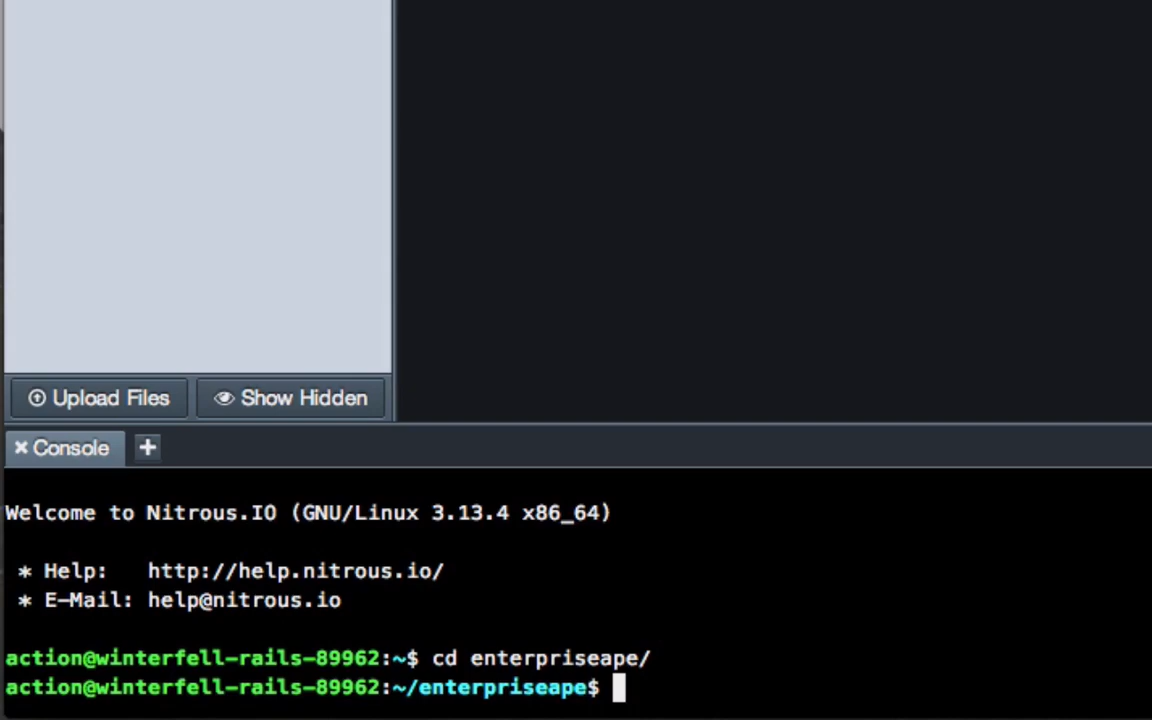 Upload Files Show Hidden
Console
Welcome to Nitrous.IO (GNU/Linux 3.13.4 x86_64)
* Help: http://help.nitrous.io/
* E-Mail: help@nitrous.io
action@winterfell-rails-89962:~$ cd enterpriseape/
action@winterfell-rails-89962:~/enterpriseape$